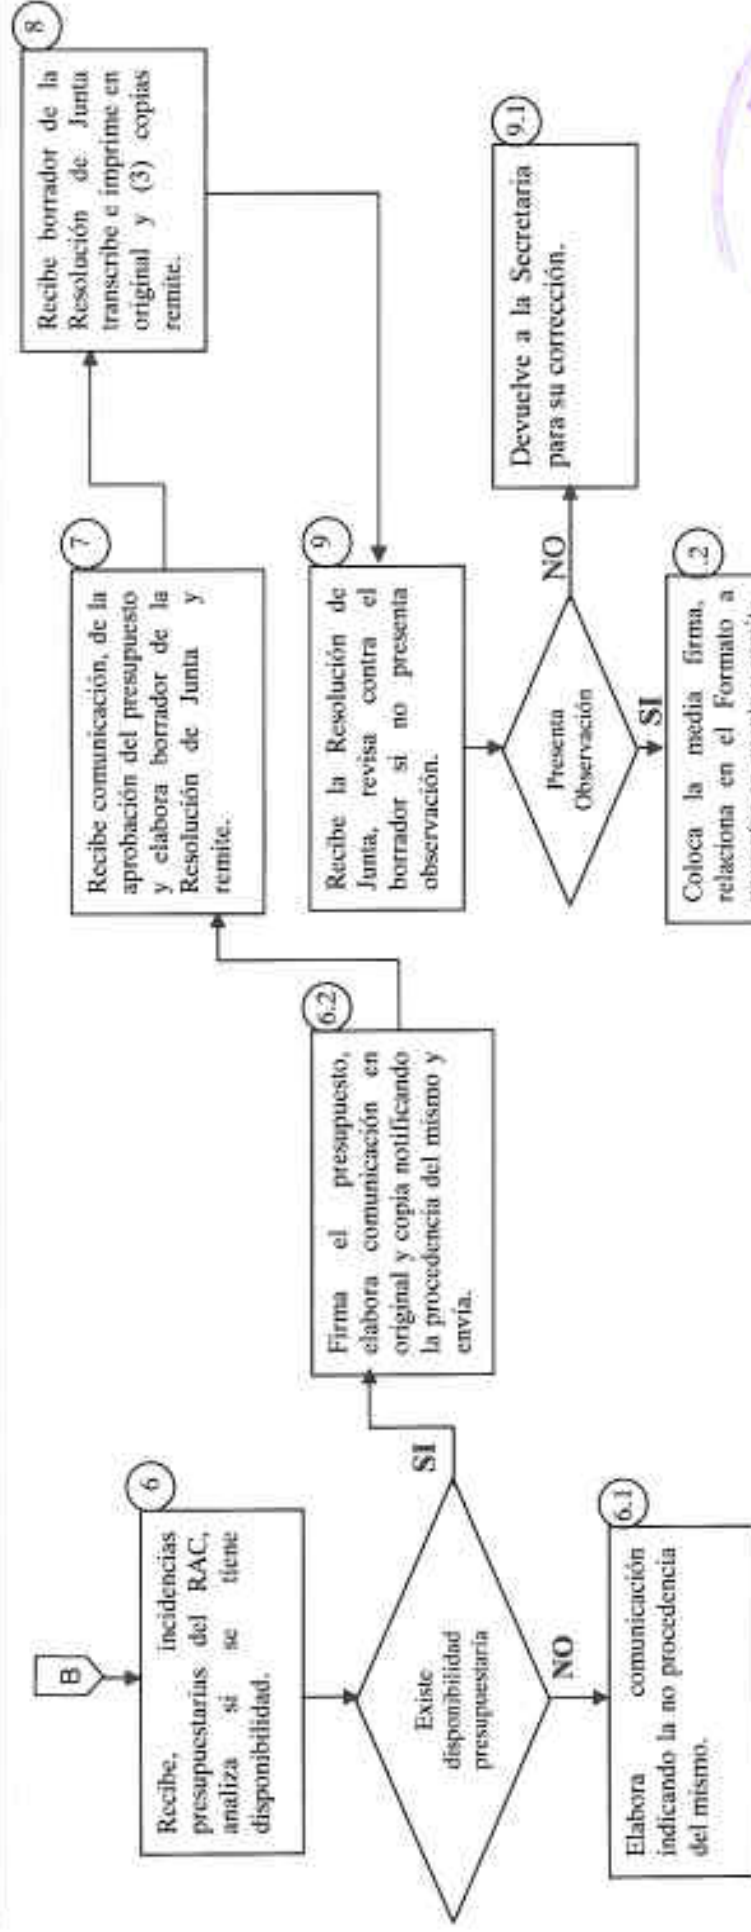 B
6
Recibe, incidencias
presupuestarias del RAC,
analiza si se tiene
disponibilidad.
Existe
disponibilidad
presupuestaría
SI
NO
6.1
Elabora comunicación
indicando la no procedencia
del mismo.
6.2
Firma el presupuesto,
elabora comunicación en
original y copia notificando
la procedencia del mismo y
envía.
7
Recibe comunicación, de la
aprobación del presupuesto
y elabora borrador de la
Resolución de Junta y
remite.
8
Recibe borrador de la
Resolución de Junta
transcribe e imprime en
original y (3) copias
remite.
9
Recibe la Resolución de
Junta, revisa contra el
borrador si no presenta
observación.
Presenta
Observación
NO
SI
9.1
Devuelve a la Secretaria
para su corrección.
.2
Coloca la media firma,
relaciona en el Formato a